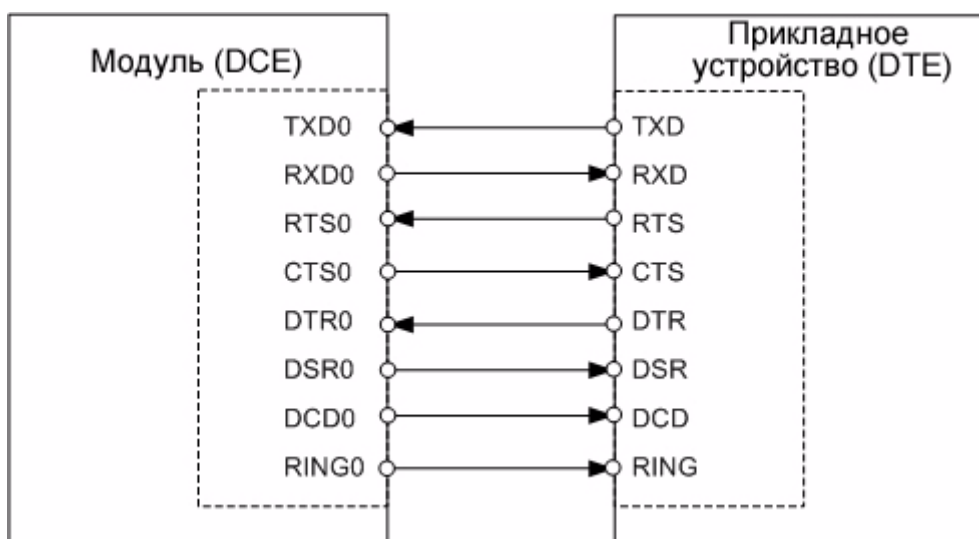 Модуль (DCE)
Прикладное
устройство (DTE)
TXD0
TXD
RXD0
RXD
RTS0
RTS
CTS0
CTS
DTR0
DTR
DSR0
DSR
DCD0
DCD
RING0
RING